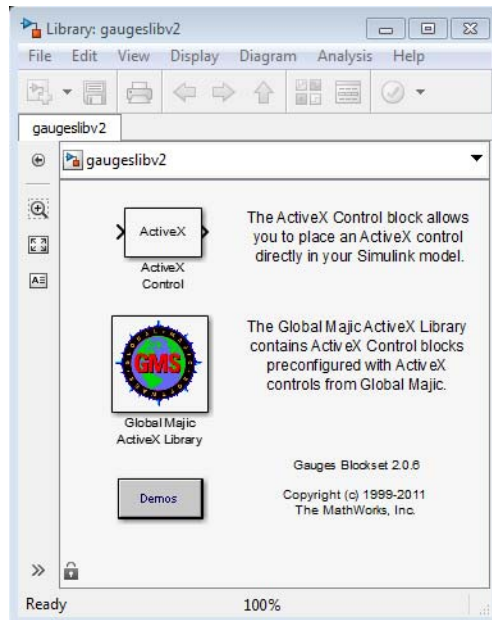 Library: gaugeslibv2
File Edit View Display Diagram Analysis Help
gaugeslibv2
gaugeslibv2
ActiveX
ActiveX
Control
The ActiveX Control block allows
you to place an ActiveX control
directly in your Simulink model.
GMS
Global Majic
ActiveX Library
The Global Majic ActiveX Library
contains ActiveX Control blocks
preconfigured with ActiveX
controls from Global Majic.
Demos
Gauges Blockset 2.0.6
Copyright (c) 1999-2011
The MathWorks, Inc.
Ready 100%